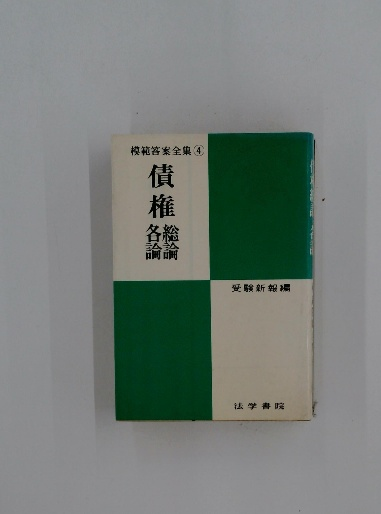 模範答案全集④
債権
総論
各論
受験新報編
法学書院